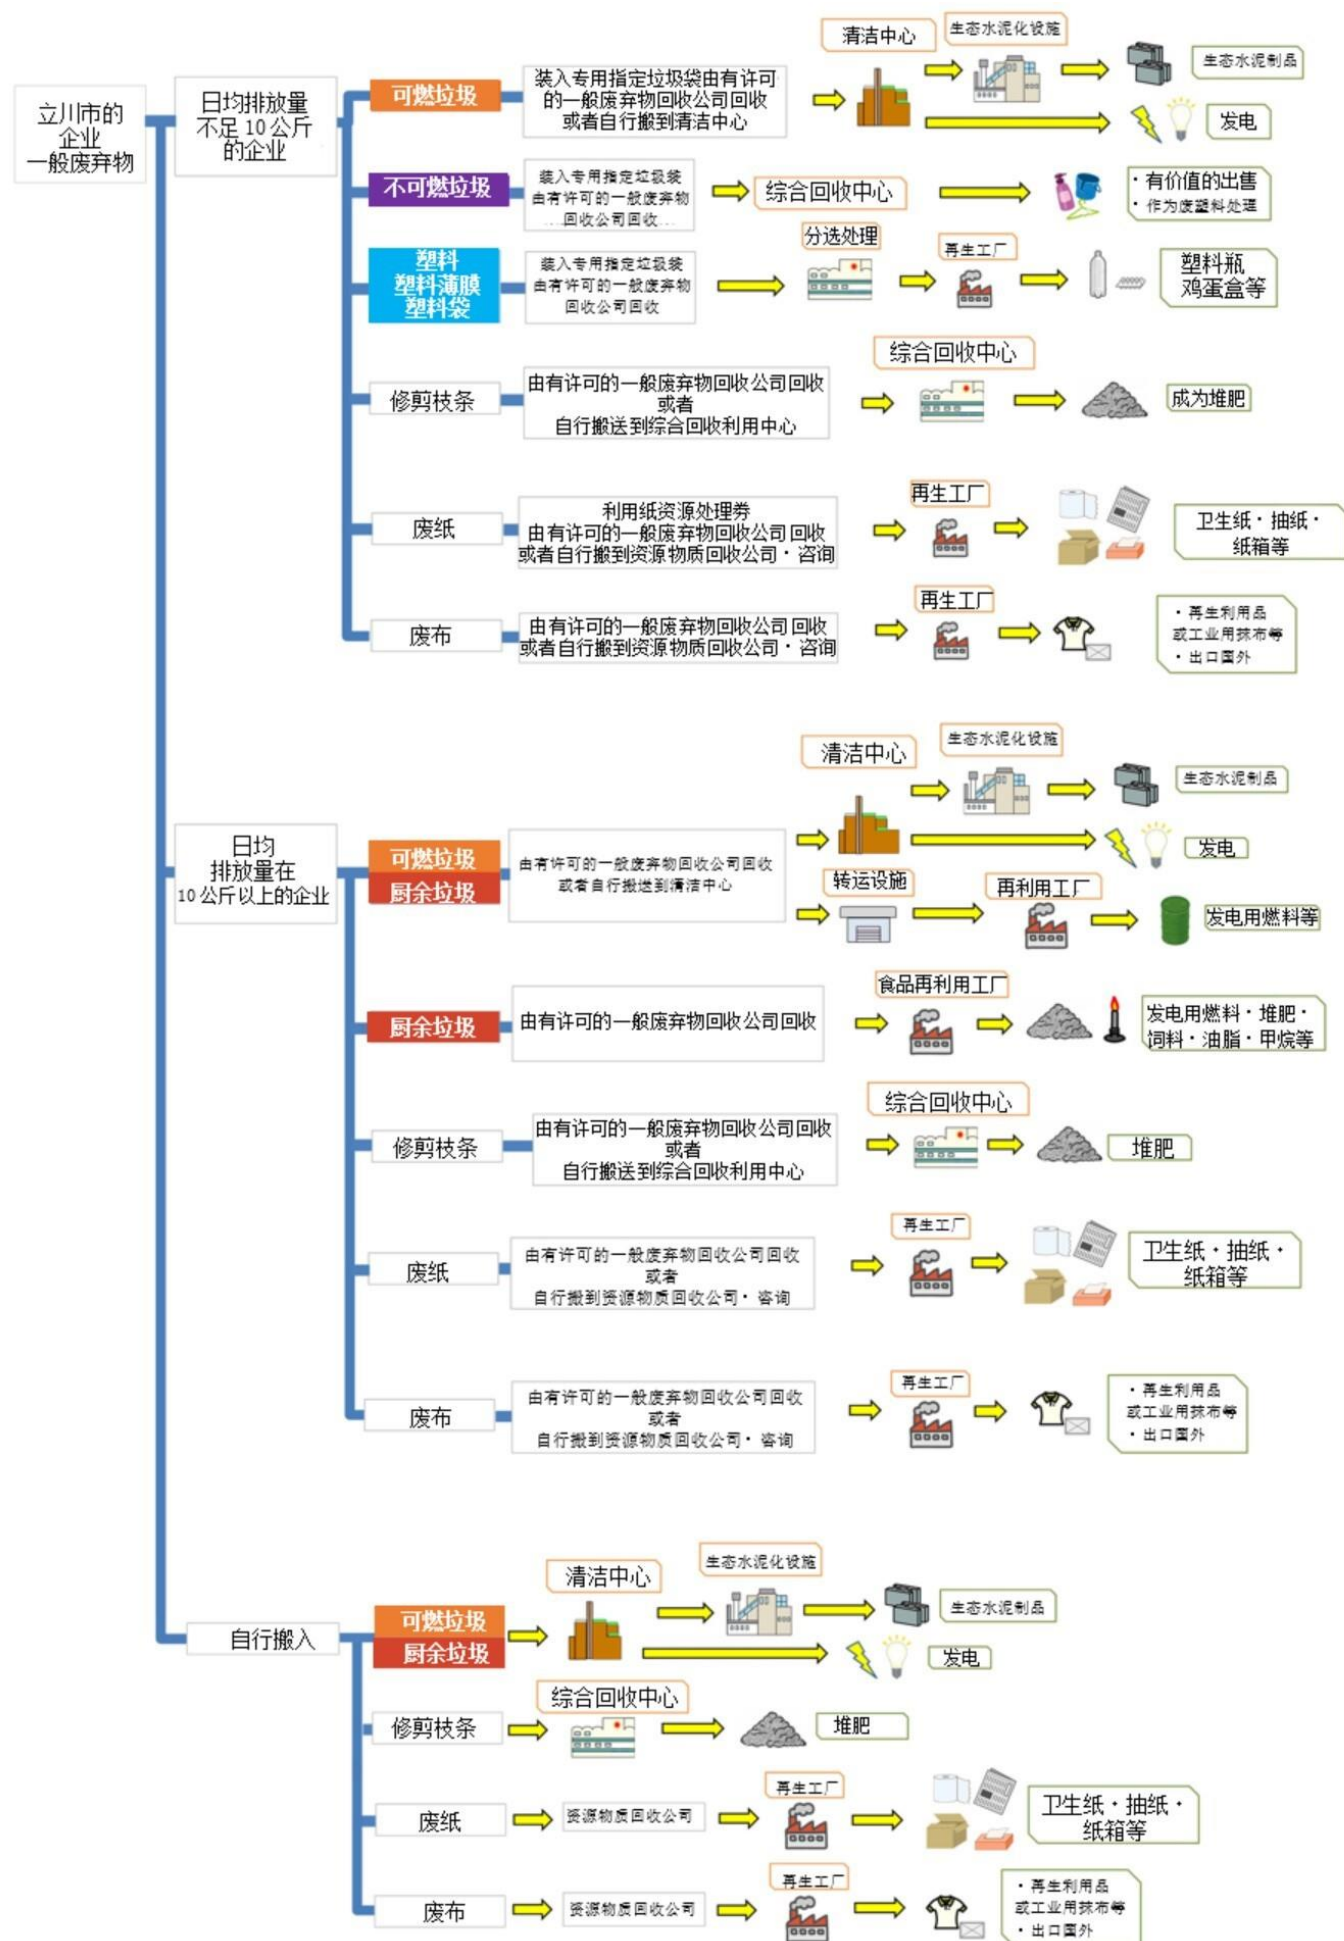 立川市的
企业
一般废弃物
日均排放量
不足 10 公斤
的企业
可燃垃圾
装入专用指定垃圾袋由有许可
的一般废弃物回收公司回收
或者自行搬到清洁中心
清洁中心
生态水泥化设施
生态水泥制品
发电
不可燃垃圾
装入专用指定垃圾装
由有许可的一般废弃物
回收公司回收
综合回收中心
・有价值的出售
・作为废塑料处理
塑料
塑料薄膜
塑料袋
装入专用指定垃圾装
由有许可的一般废弃物
回收公司回收
分选处理
再生工厂
塑料瓶
鸡蛋盒等
修剪枝条
由有许可的一般废弃物回收公司回收
或者
自行搬送到综合回收利用中心
综合回收中心
成为堆肥
废纸
利用纸资源处理券
由有许可的一般废弃物回收公司回收
或者自行搬到资源物质回收公司・咨询
再生工厂
卫生纸・抽纸・
纸箱等
废布
由有许可的一般废弃物回收公司回收
或者自行搬到资源物质回收公司・咨询
再生工厂
・再生利用品
或工业用抹布等
・出口国外
日均
排放量在
10 公斤以上的企业
可燃垃圾
厨余垃圾
由有许可的一般废弃物回收公司回收
或者自行搬送到清洁中心
清洁中心
生态水泥化设施
生态水泥制品
发电
转运设施
再利用工厂
发电用燃料等
厨余垃圾
由有许可的一般废弃物回收公司回收
食品再利用工厂
发电用燃料・堆肥・
饲料・油脂・甲烷等
修剪枝条
由有许可的一般废弃物回收公司回收
或者
自行搬送到综合回收利用中心
综合回收中心
堆肥
废纸
由有许可的一般废弃物回收公司回收
或者
自行搬到资源物质回收公司・咨询
再生工厂
卫生纸・抽纸・
纸箱等
废布
由有许可的一般废弃物回收公司回收
或者
自行搬到资源物质回收公司・咨询
再生工厂
・再生利用品
或工业用抹布等
・出口国外
自行搬入
可燃垃圾
厨余垃圾
清洁中心
生态水泥化设施
生态水泥制品
发电
修剪枝条
综合回收中心
堆肥
废纸
资源物质回收公司
再生工厂
卫生纸・抽纸・
纸箱等
废布
资源物质回收公司
再生工厂
・再生利用品
或工业用抹布等
・出口国外